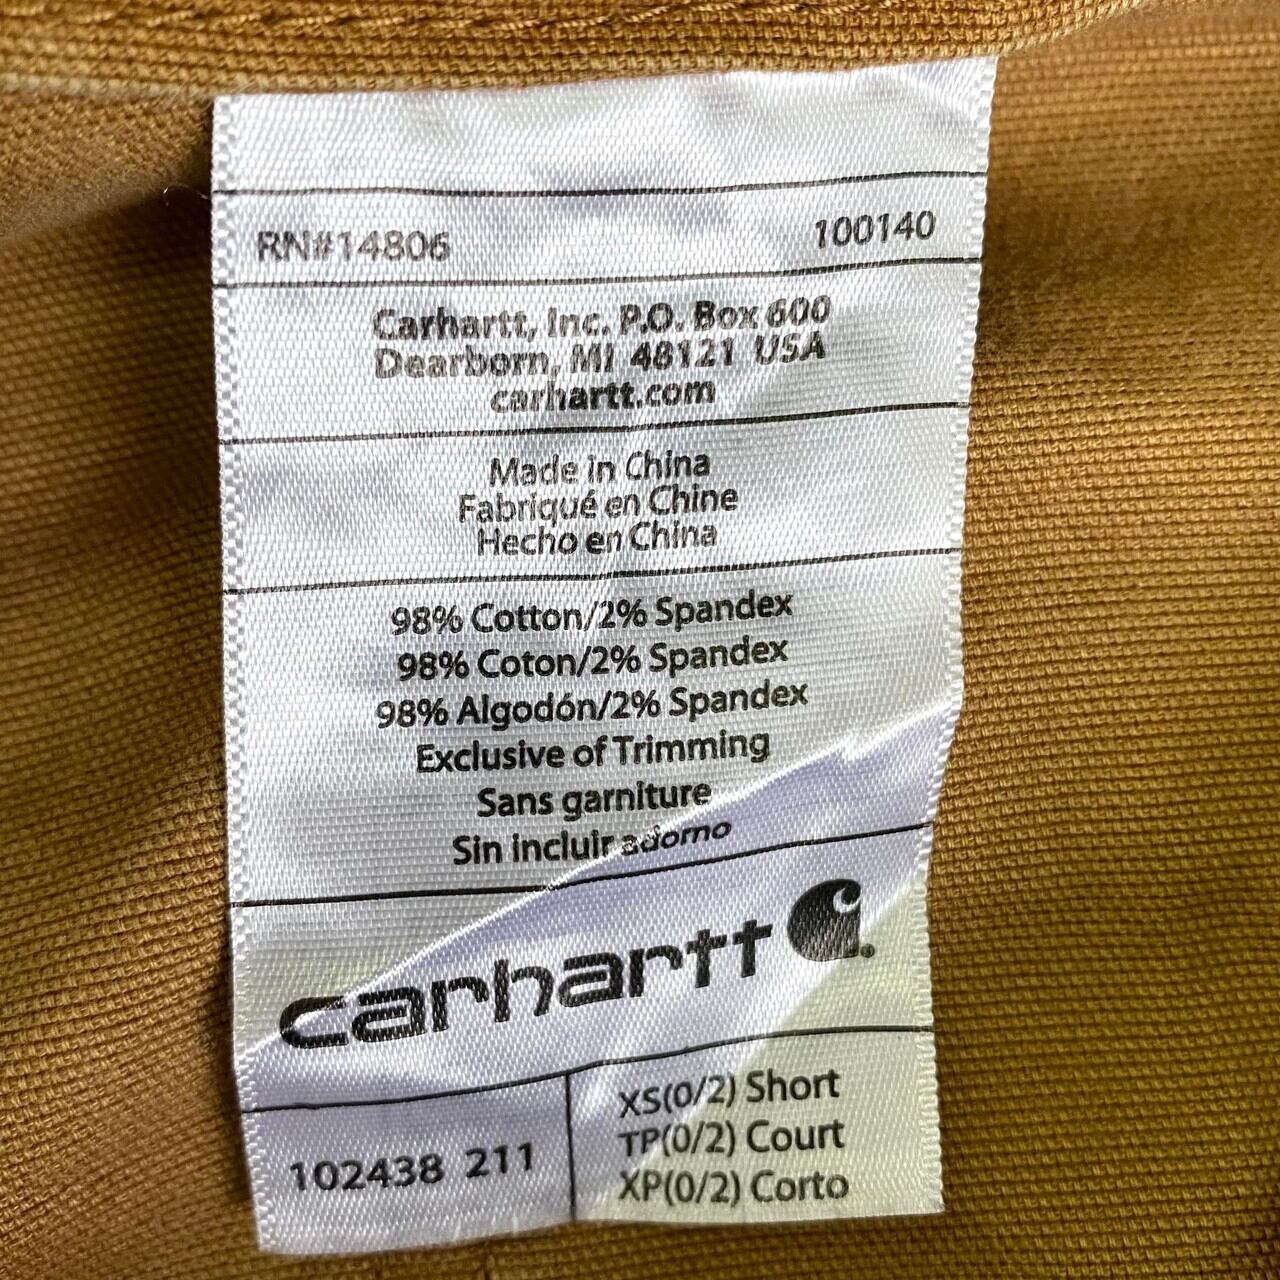 RN#14806 100140
Carhartt, Inc. P.O. Box 600
Dearborn, MI 48121 USA
carhartt.com
Made in China
Fabriqué en Chine
Hecho en China
98% Cotton/2% Spandex
98% Coton/2% Spandex
98% Algodón/2% Spandex
Exclusive of Trimming
Sans garniture
Sin incluir adorno
carhartt
102438 211
XS(0/2) Short
TP(0/2) Court
XP(0/2) Corto